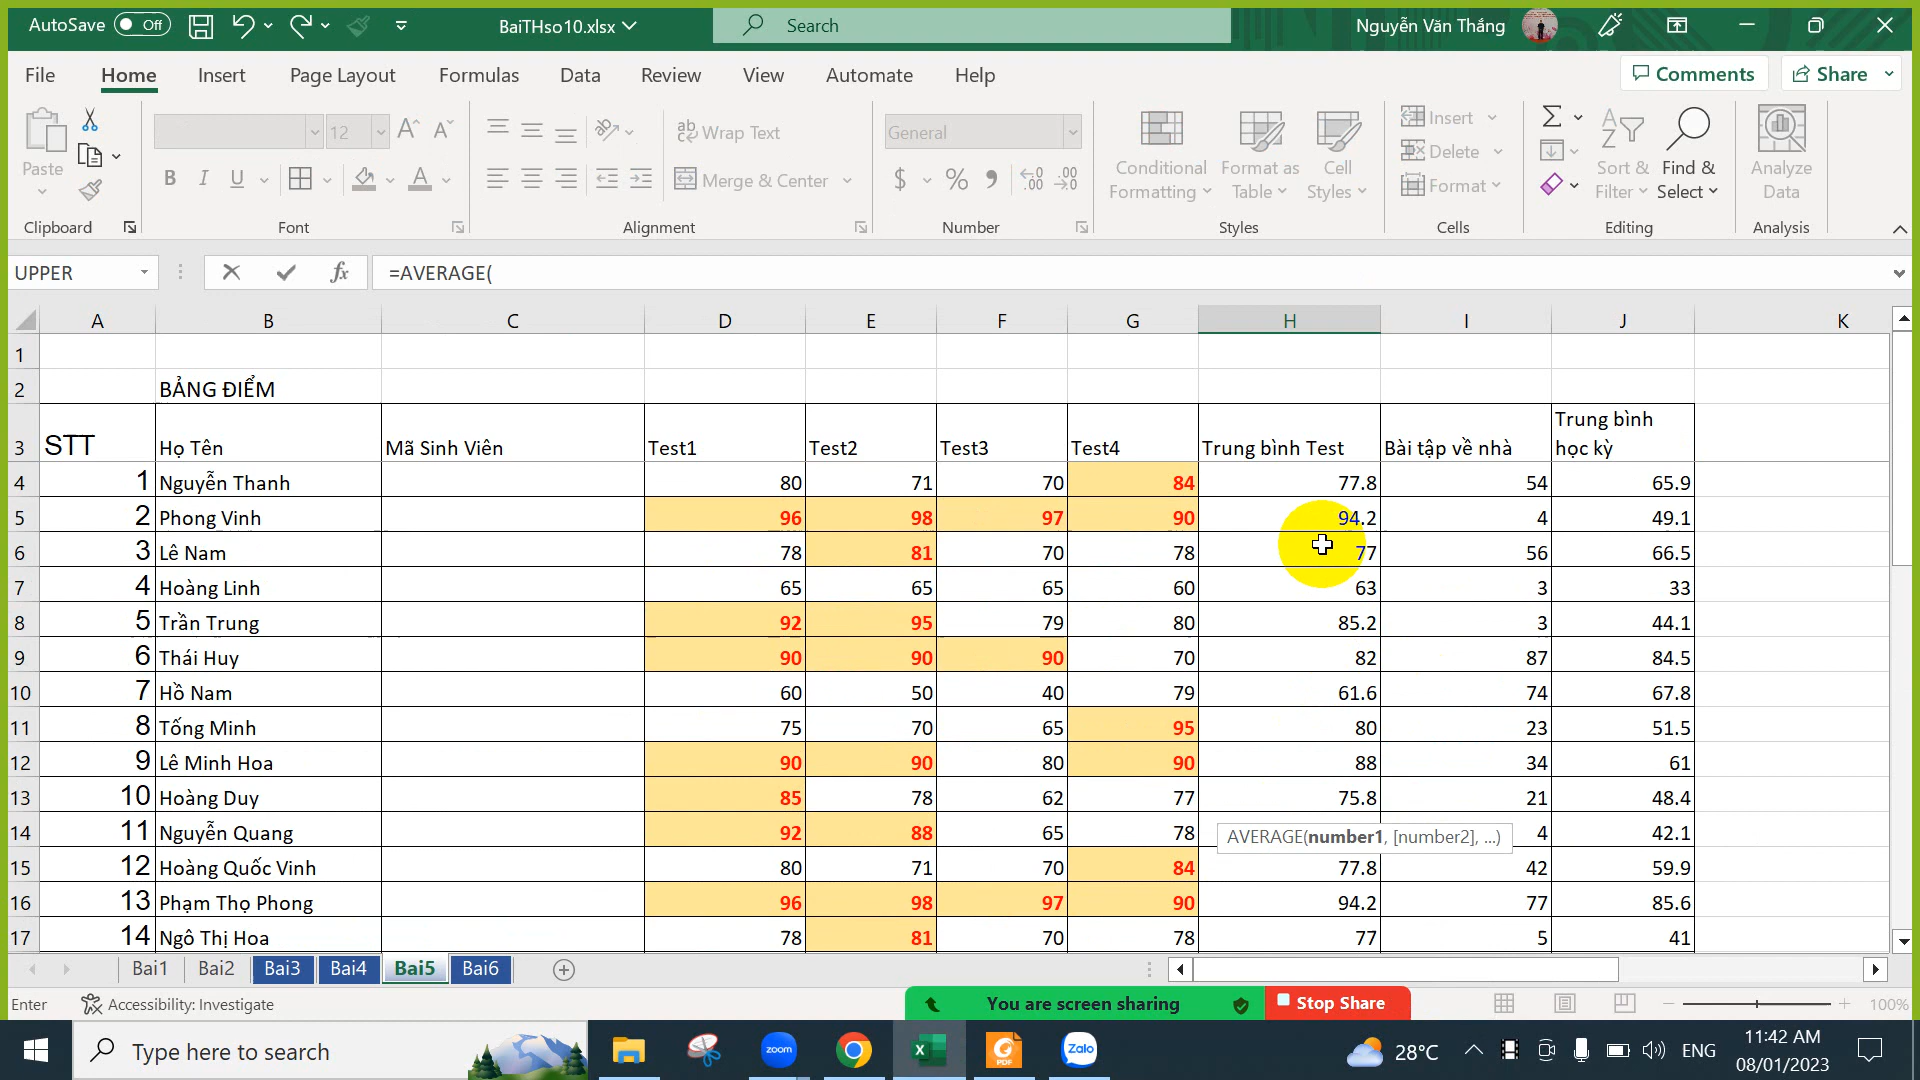 AutoSave Off BaiTHso10.xlsx Search Nguyễn Văn Thắng
File Home Insert Page Layout Formulas Data Review View Automate Help Comments Share
Paste 12 Wrap Text General Conditional Formatting Format as Table Cell Styles Insert Sort & Filter Find & Select Analyze Data
B I U Merge & Center $ % Delete
Format
Clipboard Font Alignment Number Styles Cells Editing Analysis
UPPER fx =AVERAGE(
A B C D E F G H I J K
1
2 BẢNG ĐIỂM
3 STT Họ Tên Mã Sinh Viên Test1 Test2 Test3 Test4 Trung bình Test Bài tập về nhà Trung bình học kỳ
4 1 Nguyễn Thanh 80 71 70 84 77.8 54 65.9
5 2 Phong Vinh 96 98 97 90 94.2 4 49.1
6 3 Lê Nam 78 81 70 78 77 56 66.5
7 4 Hoàng Linh 65 65 65 60 63 3 33
8 5 Trần Trung 92 95 79 80 85.2 3 44.1
9 6 Thái Huy 90 90 90 70 82 87 84.5
10 7 Hồ Nam 60 50 40 79 61.6 74 67.8
11 8 Tống Minh 75 70 65 95 80 23 51.5
12 9 Lê Minh Hoa 90 90 80 90 88 34 61
13 10 Hoàng Duy 85 78 62 77 75.8 21 48.4
14 11 Nguyễn Quang 92 88 65 78 AVERAGE(number1, [number2], ...) 4 42.1
15 12 Hoàng Quốc Vinh 80 71 70 84 77.8 42 59.9
16 13 Phạm Thọ Phong 96 98 97 90 94.2 77 85.6
17 14 Ngô Thị Hoa 78 81 70 78 77 5 41
Bai1 Bai2 Bai3 Bai4 Bai5 Bai6
Enter Accessibility: Investigate You are screen sharing Stop Share 100%
Type here to search zoom PDF Zalo 28°C ENG 11:42 AM
08/01/2023